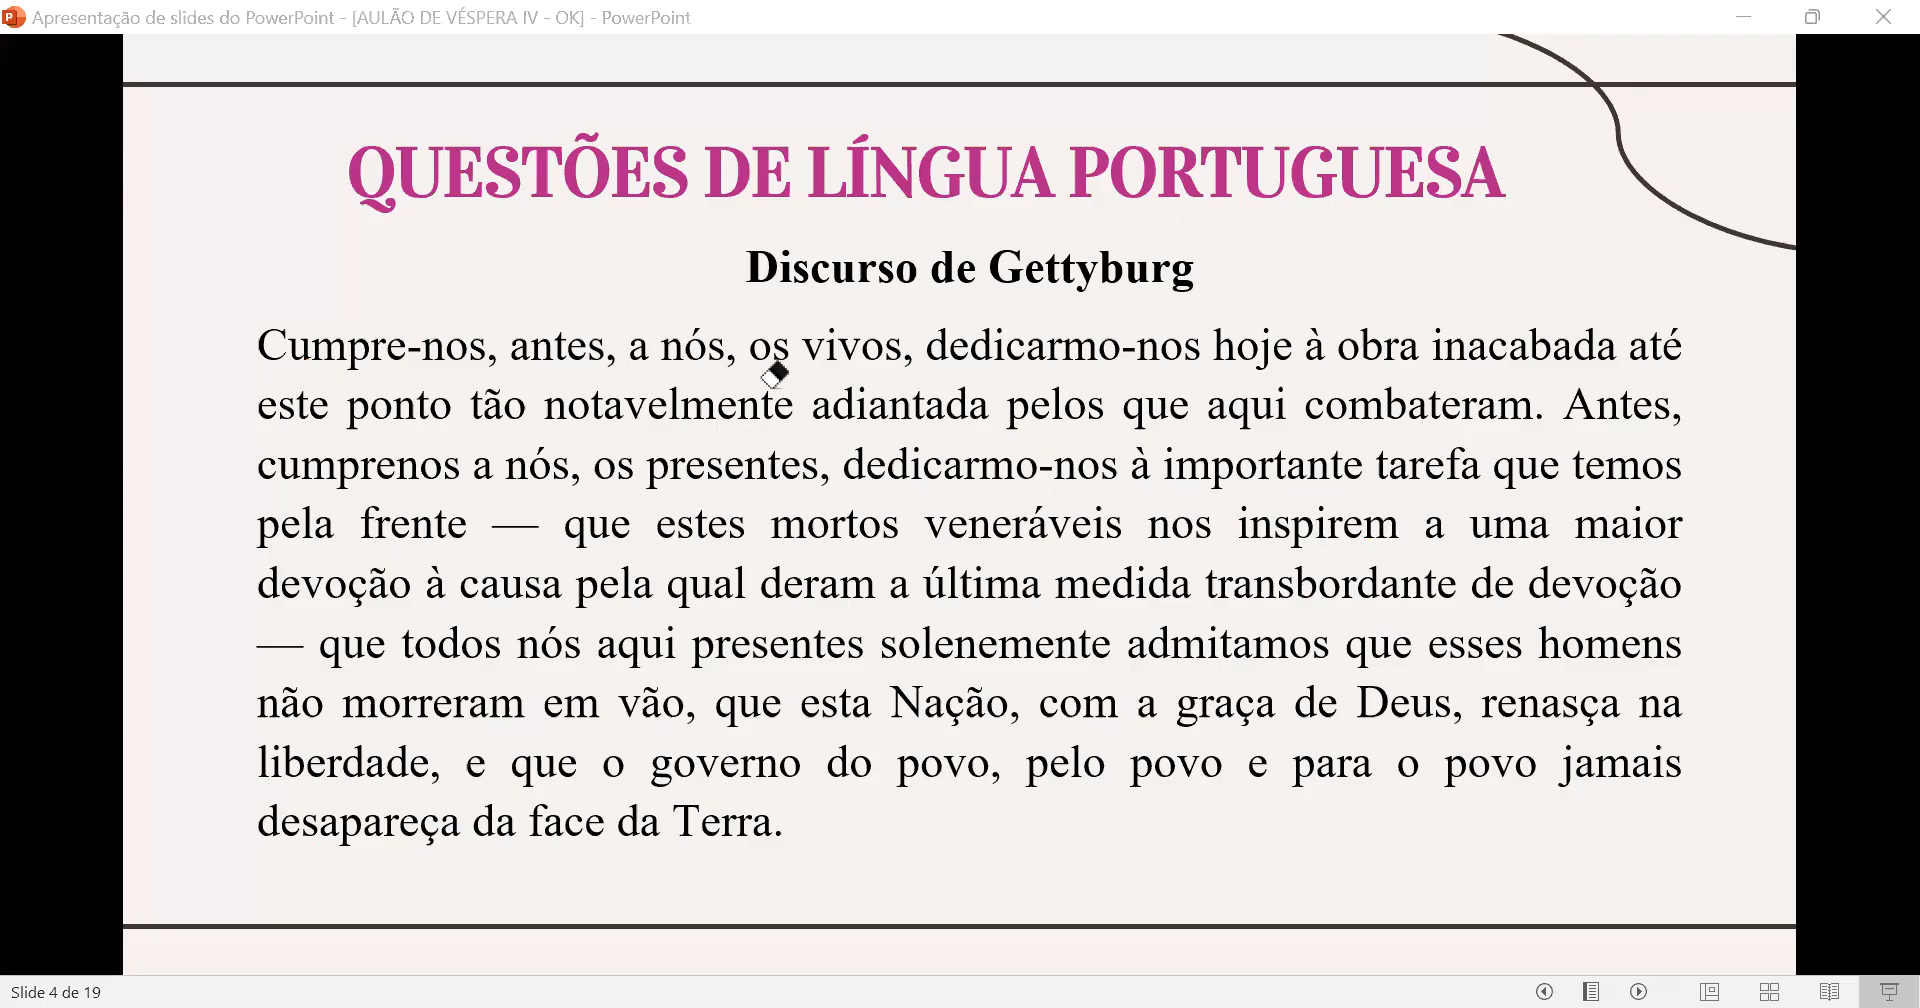 Apresentação de slides do PowerPoint - [AULÃO DE VÉSPERA IV - OK] - PowerPoint
QUESTÕES DE LÍNGUA PORTUGUESA
Discurso de Gettyburg
Cumpre-nos, antes, a nós, os vivos, dedicarmo-nos hoje à obra inacabada até
este ponto tão notavelmente adiantada pelos que aqui combateram. Antes,
cumprenos a nós, os presentes, dedicarmo-nos à importante tarefa que temos
pela frente — que estes mortos veneráveis nos inspirem a uma maior
devoção à causa pela qual deram a última medida transbordante de devoção
— que todos nós aqui presentes solenemente admitamos que esses homens
não morreram em vão, que esta Nação, com a graça de Deus, renasça na
liberdade, e que o governo do povo, pelo povo e para o povo jamais
desapareça da face da Terra.
Slide 4 de 19